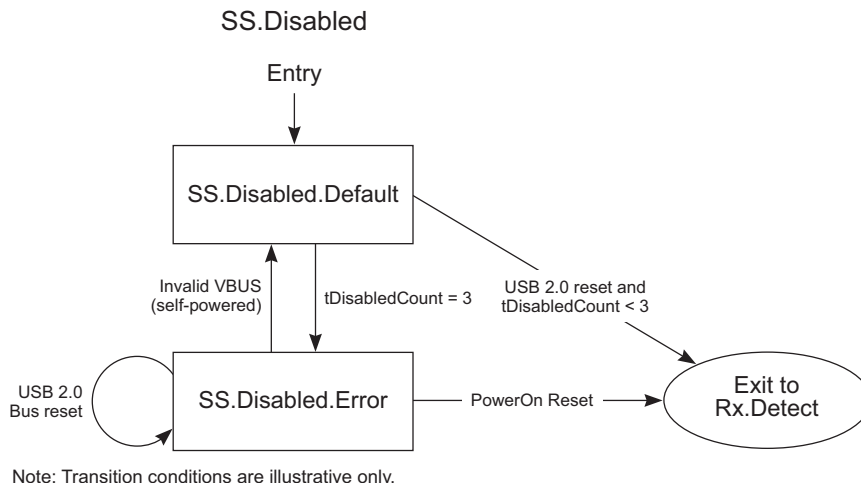 SS.Disabled
Entry
SS.Disabled.Default
Invalid VBUS
(self-powered)
tDisabledCount = 3
USB 2.0 reset and
tDisabledCount < 3
USB 2.0
Bus reset
SS.Disabled.Error
PowerOn Reset
Exit to
Rx.Detect
Note: Transition conditions are illustrative only.